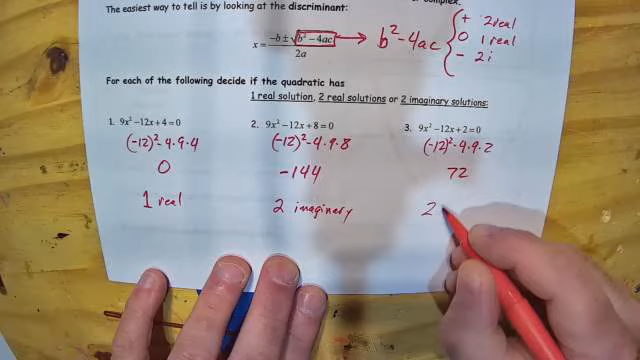 complex.
The easiest way to tell is by looking at the discriminant:
x = (-b ± √(b² - 4ac)) / 2a → b² - 4ac { + 2 real
0 1 real
- 2 i
For each of the following decide if the quadratic has
1 real solution, 2 real solutions or 2 imaginary solutions:
1. 9x² - 12x + 4 = 0 2. 9x² - 12x + 8 = 0 3. 9x² - 12x + 2 = 0
(-12)² - 4·9·4 (-12)² - 4·9·8 (-12)² - 4·9·2
0 -144 72
1 real 2 imaginary 2